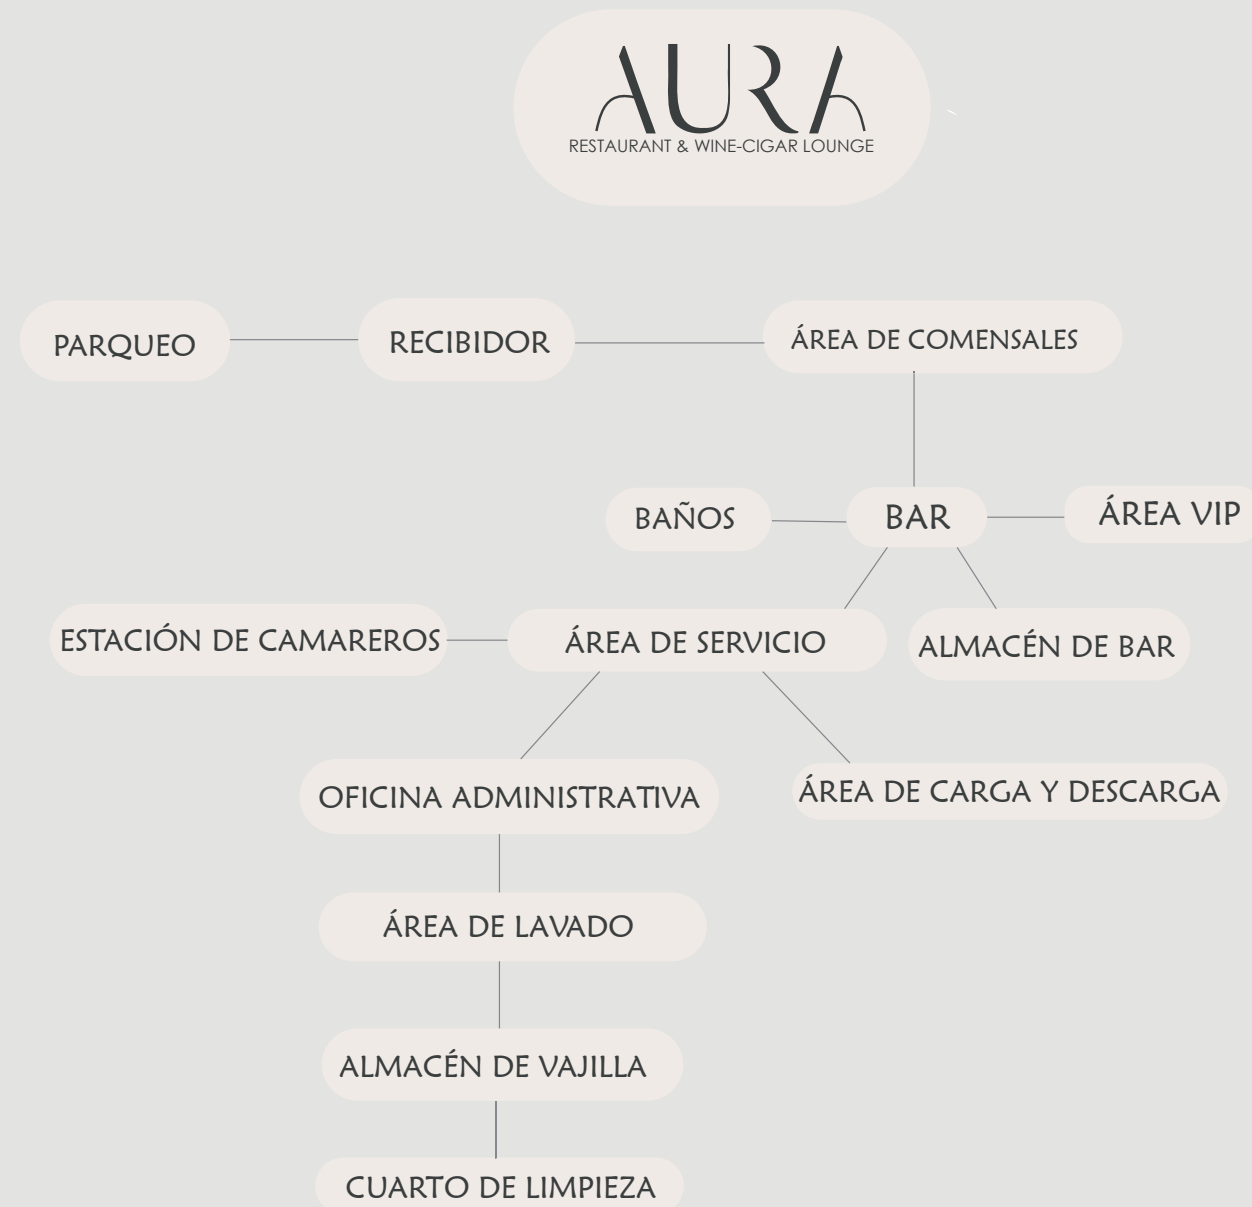 AURA
RESTAURANT & WINE-CIGAR LOUNGE
PARQUEO
RECIBIDOR
ÁREA DE COMENSALES
BAÑOS
BAR
ÁREA VIP
ESTACIÓN DE CAMAREROS
ÁREA DE SERVICIO
ALMACÉN DE BAR
OFICINA ADMINISTRATIVA
ÁREA DE CARGA Y DESCARGA
ÁREA DE LAVADO
ALMACÉN DE VAJILLA
CUARTO DE LIMPIEZA